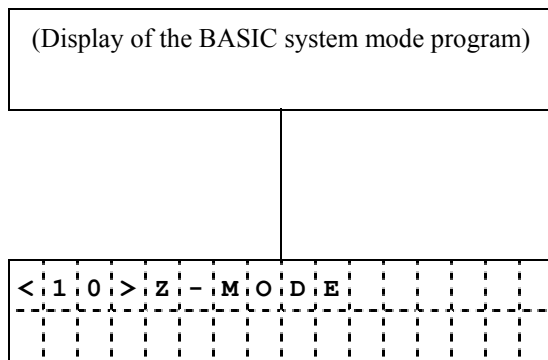 (Display of the BASIC system mode program)
<10>Z-MODE